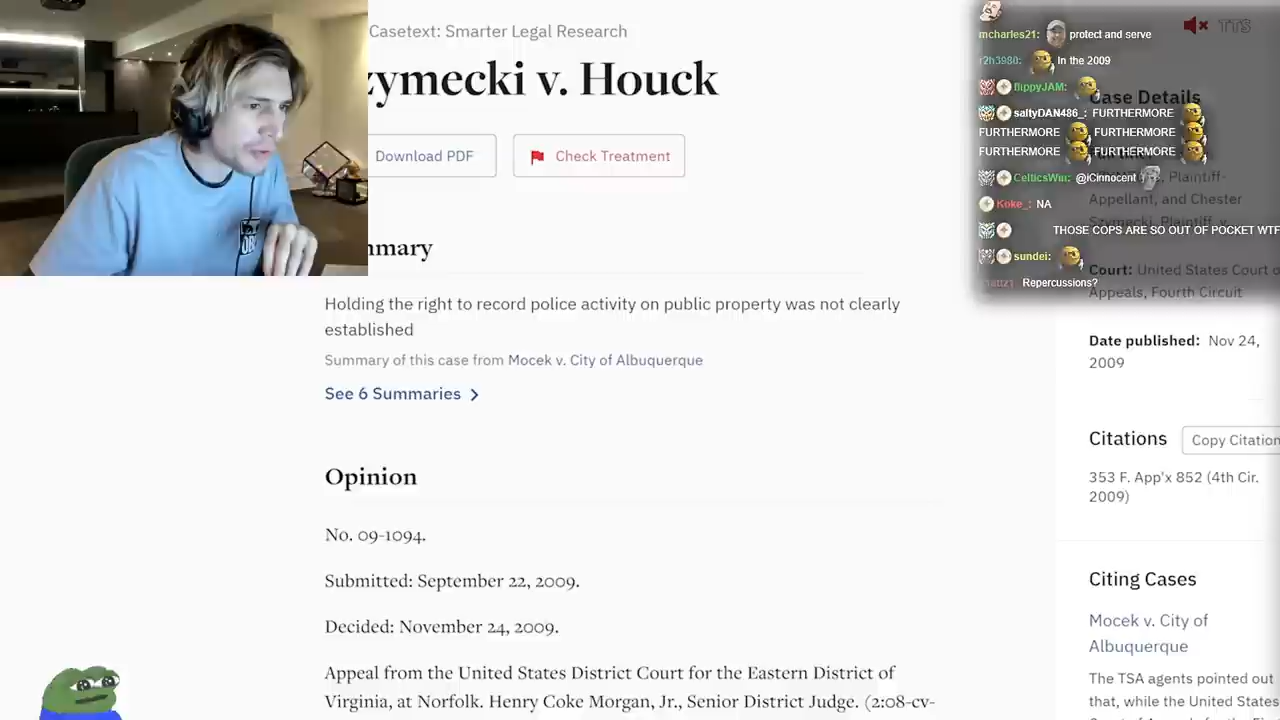 Casetext: Smarter Legal Research
zymecki v. Houck
Download PDF
Check Treatment
mmary
Holding the right to record police activity on public property was not clearly
established
Summary of this case from Mocek v. City of Albuquerque
See 6 Summaries
Opinion
No. 09-1094.
Submitted: September 22, 2009.
Decided: November 24, 2009.
Appeal from the United States District Court for the Eastern District of
Virginia, at Norfolk. Henry Coke Morgan, Jr., Senior District Judge. (2:08-cv-
TTS
mcharles21: protect and serve
r2h3980: In the 2009
flippyJAM:
saltyDAN486_: FURTHERMORE
FURTHERMORE FURTHERMORE
FURTHERMORE FURTHERMORE
@iCinnocent
Koke_: NA
THOSE COPS ARE SO OUT OF POCKET WTF
sundei:
Repercussions?
Case Details
Plaintiff-
Appellant, and Chester
Szymecki, Plaintiff, v.
Court: United States Court o
Appeals, Fourth Circuit
Date published: Nov 24,
2009
Citations
Copy Citation
353 F. App'x 852 (4th Cir.
2009)
Citing Cases
Mocek v. City of
Albuquerque
The TSA agents pointed out
that, while the United States